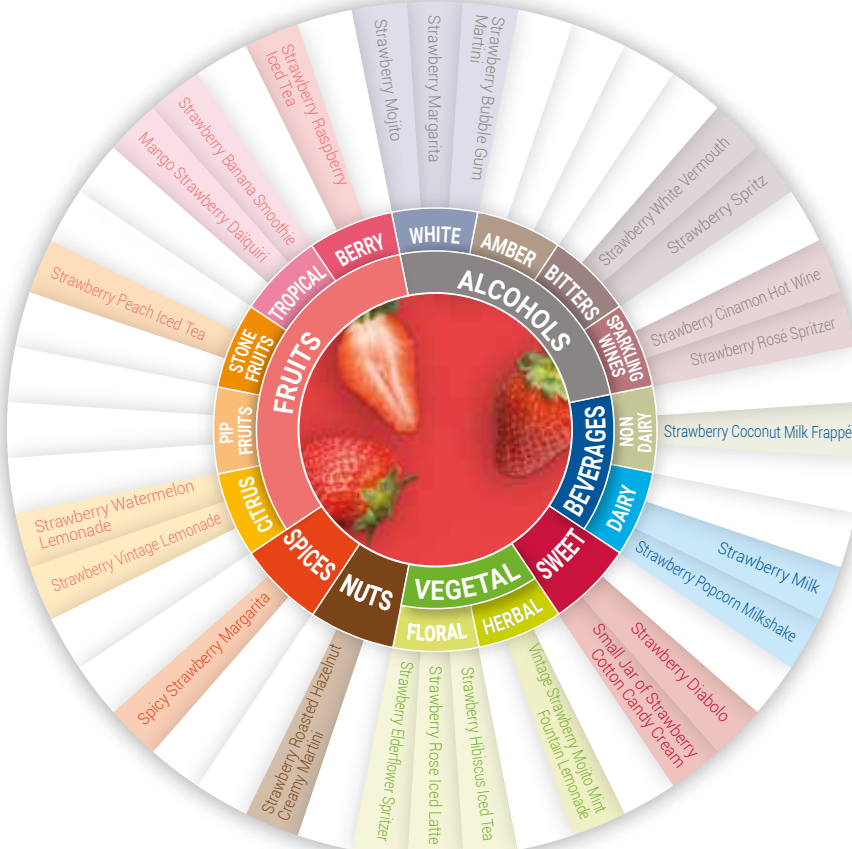 FRUITS
ALCOHOLS
BEVERAGES
SWEET
VEGETAL
NUTS
SPICES
WHITE
AMBER
BITTERS
SPARKLING
WINES
NON
DAIRY
DAIRY
HERBAL
FLORAL
CITRUS
PIP
FRUITS
STONE
FRUITS
TROPICAL
BERRY
Strawberry Mojito
Strawberry Margarita
Strawberry Bubble Gum
Martini
Strawberry White Vermouth
Strawberry Spritz
Strawberry Cinamon Hot Wine
Strawberry Rosé Spritzer
Strawberry Coconut Milk Frappé
Strawberry Milk
Strawberry Popcorn Milkshake
Strawberry Diabolo
Small Jar of Strawberry
Cotton Candy Cream
Vintage Strawberry Mojito Mint
Fountain Lemonade
Strawberry Hibiscus Iced Tea
Strawberry Rose Iced Latte
Strawberry Elderflower Spritzer
Strawberry Roasted Hazelnut
Creamy Martini
Spicy Strawberry Margarita
Strawberry Vintage Lemonade
Strawberry Watermelon
Lemonade
Strawberry Peach Iced Tea
Mango Strawberry Daïquiri
Strawberry Banana Smoothie
Strawberry Raspberry
Iced Tea